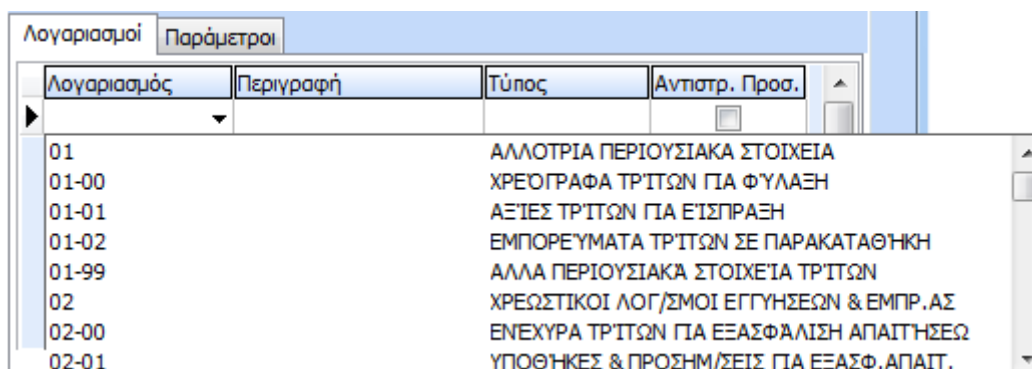 Λογαριασμοί Παράμετροι
Λογαριασμός Περιγραφή Τύπος Αντιστρ. Προσ.
01 ΑΛΛΟΤΡΙΑ ΠΕΡΙΟΥΣΙΑΚΑ ΣΤΟΙΧΕΙΑ
01-00 ΧΡΕΌΓΡΑΦΑ ΤΡΊΤΩΝ ΓΙΑ ΦΎΛΑΞΗ
01-01 ΑΞΊΕΣ ΤΡΊΤΩΝ ΓΙΑ ΕΊΣΠΡΑΞΗ
01-02 ΕΜΠΟΡΕΎΜΑΤΑ ΤΡΊΤΩΝ ΣΕ ΠΑΡΑΚΑΤΑΘΉΚΗ
01-99 ΑΛΛΑ ΠΕΡΙΟΥΣΙΑΚΆ ΣΤΟΙΧΕΊΑ ΤΡΊΤΩΝ
02 ΧΡΕΩΣΤΙΚΟΙ ΛΟΓ/ΣΜΟΙ ΕΓΓΥΗΣΕΩΝ & ΕΜΠΡ.ΑΣ
02-00 ΕΝΈΧΥΡΑ ΤΡΊΤΩΝ ΓΙΑ ΕΞΑΣΦΆΛΙΣΗ ΑΠΑΙΤΉΣΕΩ
02-01 ΥΠΟΘΉΚΕΣ & ΠΡΟΣΗΜ/ΣΕΙΣ ΓΙΑ ΕΞΑΣΦ.ΑΠΑΙΤ.